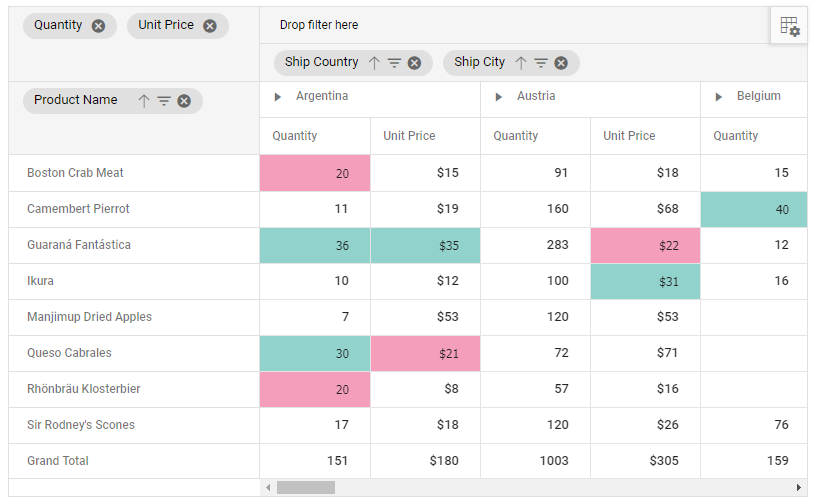 Quantity Unit Price Drop filter here
Ship Country Ship City
Product Name Argentina Austria Belgium
Quantity Unit Price Quantity Unit Price Quantity
Boston Crab Meat 20 $15 91 $18 15
Camembert Pierrot 11 $19 160 $68 40
Guaraná Fantástica 36 $35 283 $22 12
Ikura 10 $12 100 $31 16
Manjimup Dried Apples 7 $53 120 $53
Queso Cabrales 30 $21 72 $71
Rhönbräu Klosterbier 20 $8 57 $16
Sir Rodney's Scones 17 $18 120 $26 76
Grand Total 151 $180 1003 $305 159